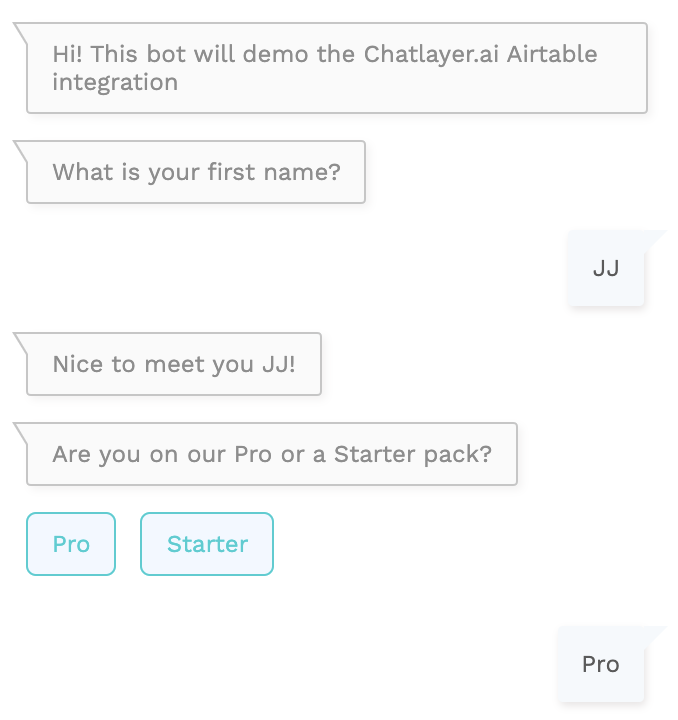 Hi! This bot will demo the Chatlayer.ai Airtable
integration
What is your first name?
JJ
Nice to meet you JJ!
Are you on our Pro or a Starter pack?
Pro
Starter
Pro